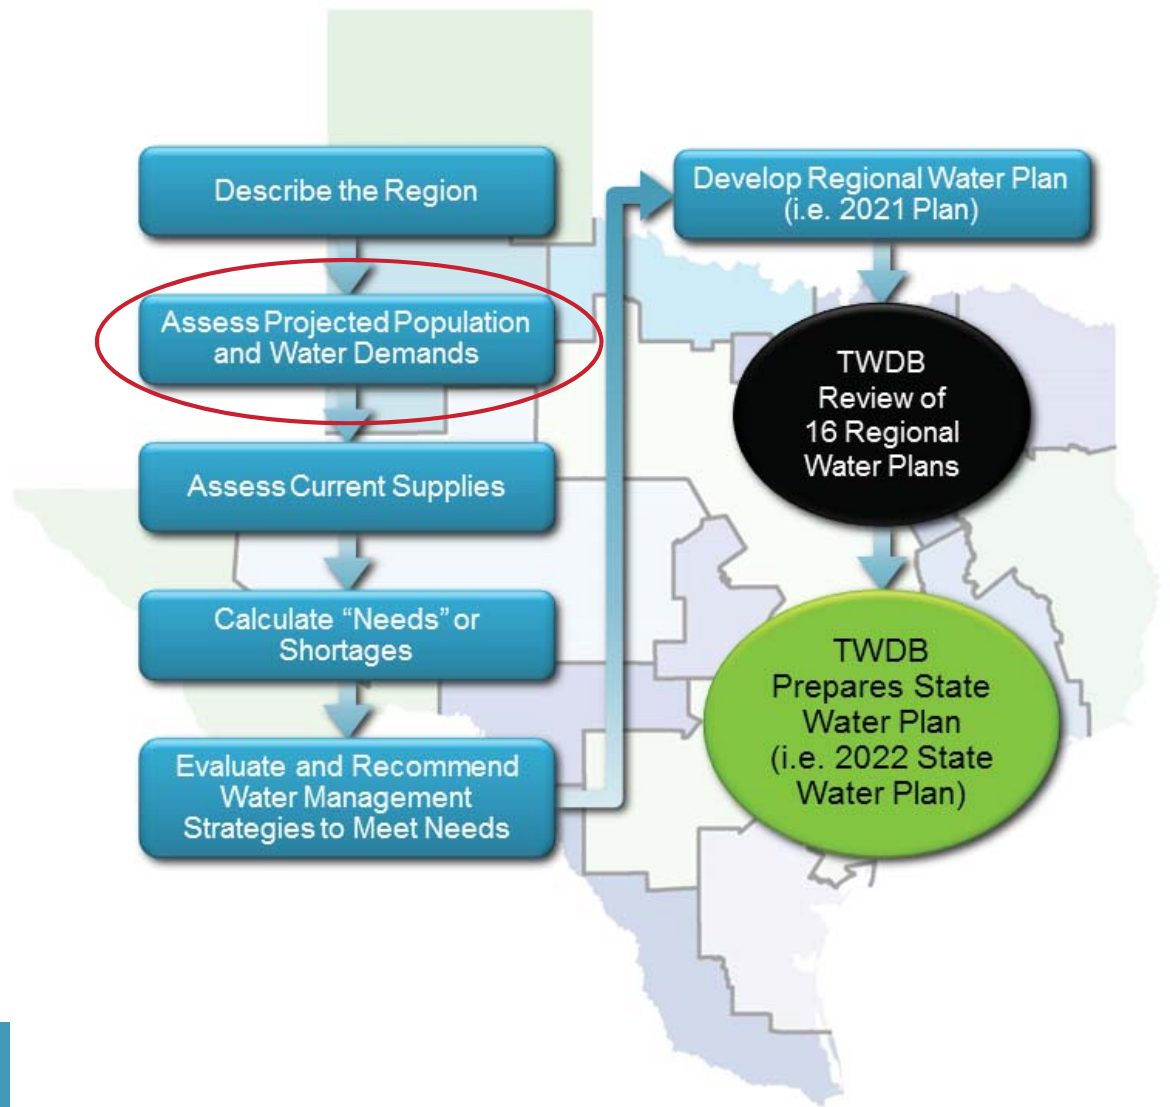 Describe the Region
Assess Projected Population
and Water Demands
Assess Current Supplies
Calculate “Needs” or
Shortages
Evaluate and Recommend
Water Management
Strategies to Meet Needs
Develop Regional Water Plan
(i.e. 2021 Plan)
TWDB
Review of
16 Regional
Water Plans
TWDB
Prepares State
Water Plan
(i.e. 2022 State
Water Plan)